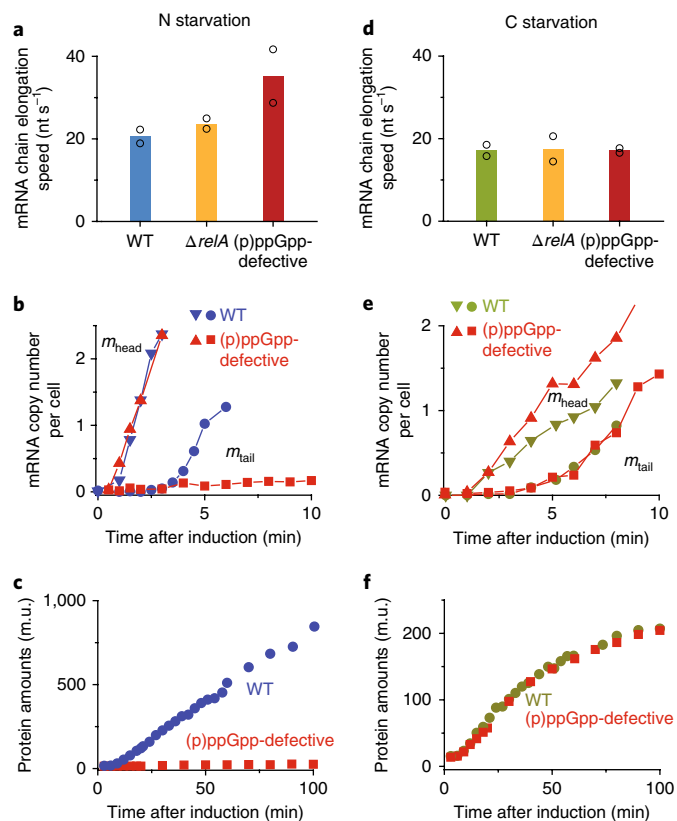 a
N starvation
mRNA chain elongation
speed (nt s⁻¹)
40
20
0
WT
ΔrelA
(p)ppGpp-
defective
d
C starvation
mRNA chain elongation
speed (nt s⁻¹)
40
20
0
WT
ΔrelA
(p)ppGpp-
defective
b
WT
(p)ppGpp-
defective
mRNA copy number
per cell
2
1
0
m_head
m_tail
0
5
10
Time after induction (min)
e
WT
(p)ppGpp-
defective
mRNA copy number
per cell
2
1
0
m_head
m_tail
0
5
10
Time after induction (min)
c
Protein amounts (m.u.)
1,000
500
0
WT
(p)ppGpp-defective
0
50
100
Time after induction (min)
f
Protein amounts (m.u.)
200
100
0
WT
(p)ppGpp-defective
0
50
100
Time after induction (min)